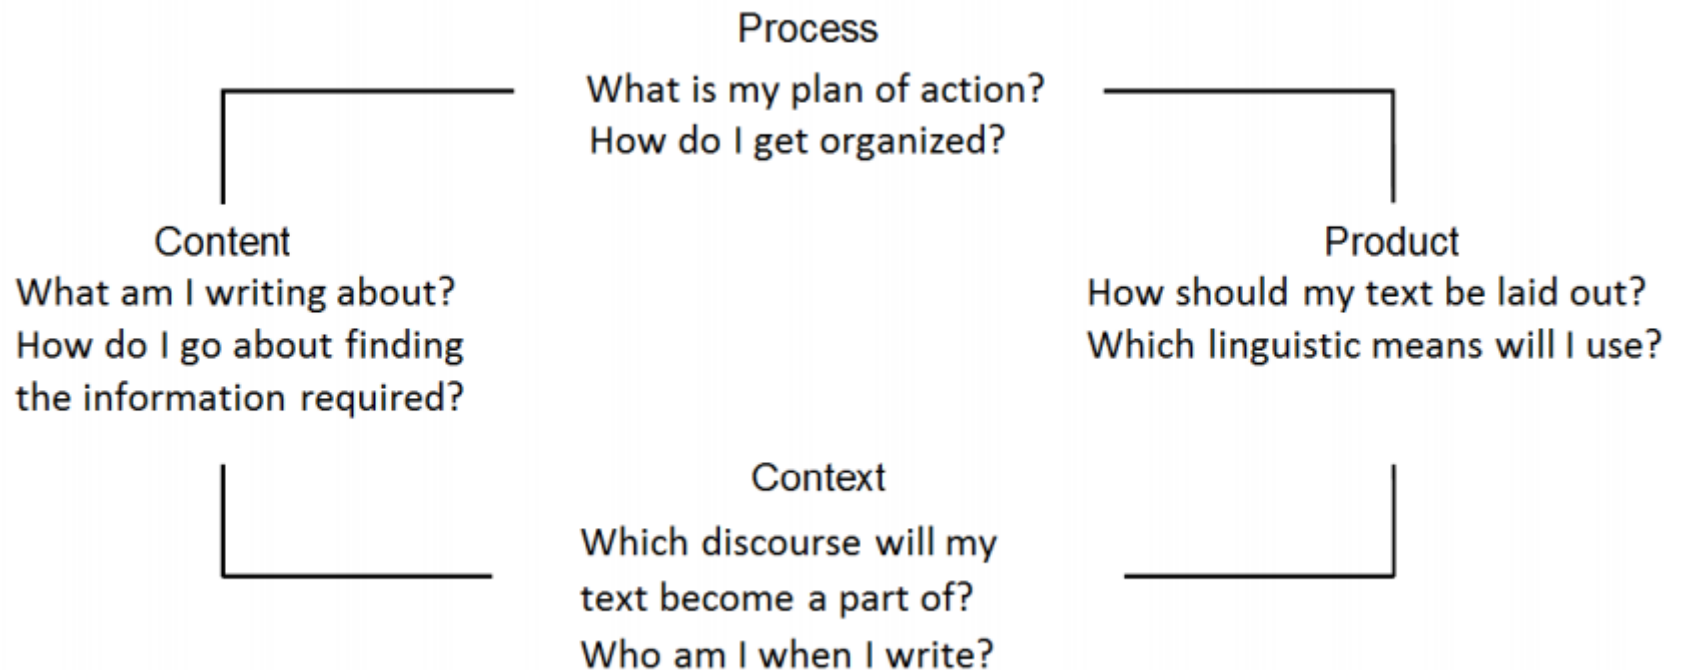 Process
What is my plan of action?
How do I get organized?
Content
What am I writing about?
How do I go about finding
the information required?
Product
How should my text be laid out?
Which linguistic means will I use?
Context
Which discourse will my
text become a part of?
Who am I when I write?